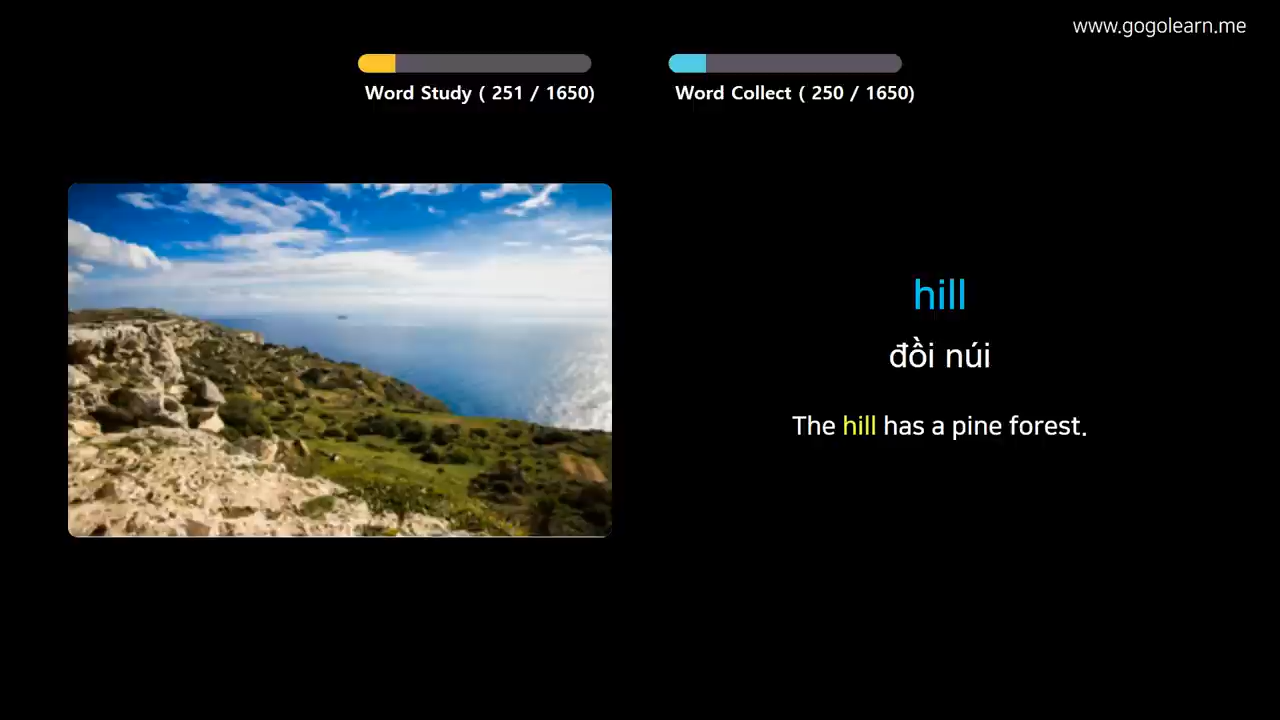 www.gogolearn.me
Word Study ( 251 / 1650)
Word Collect ( 250 / 1650)
hill
đồi núi
The hill has a pine forest.